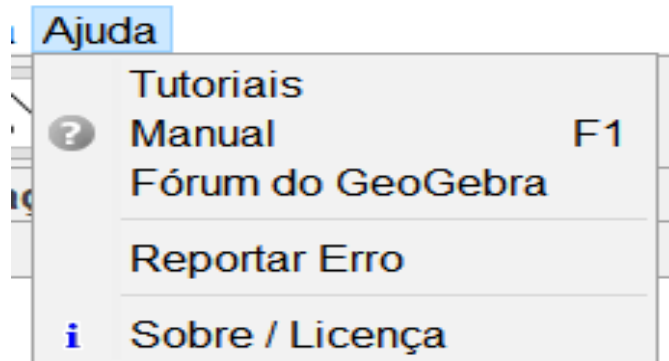 Ajuda
Tutoriais
Manual F1
Fórum do GeoGebra
Reportar Erro
Sobre / Licença